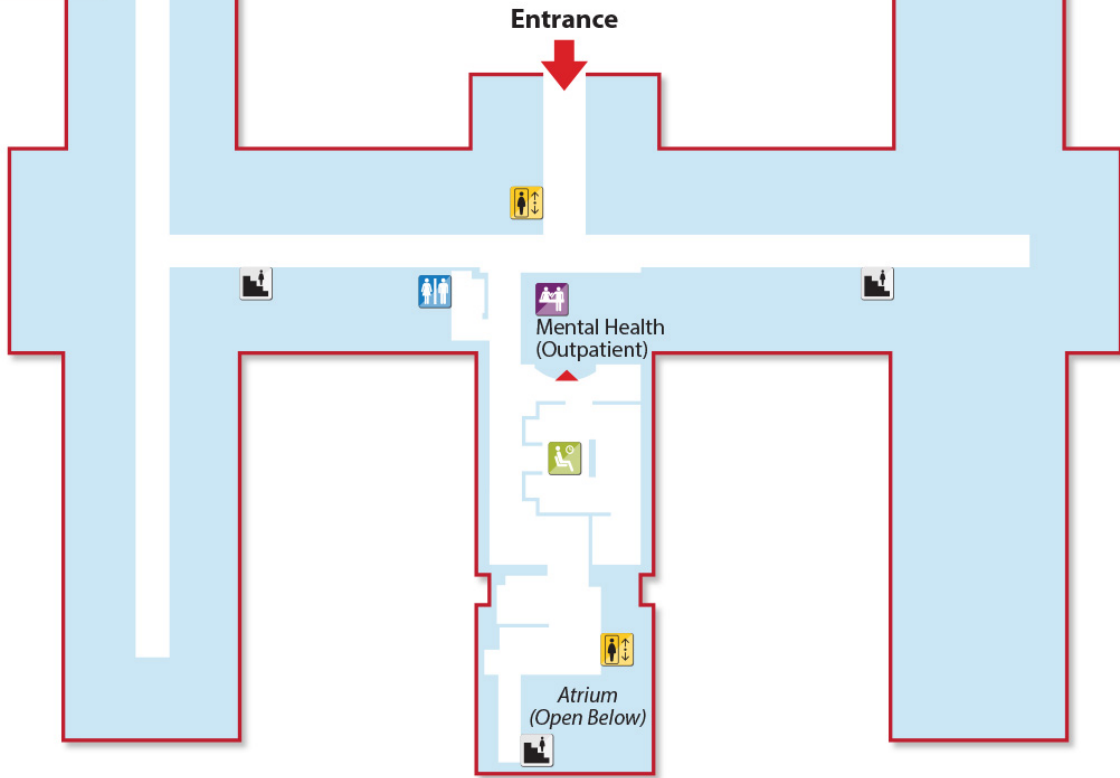 Entrance
Mental Health
(Outpatient)
Atrium
(Open Below)